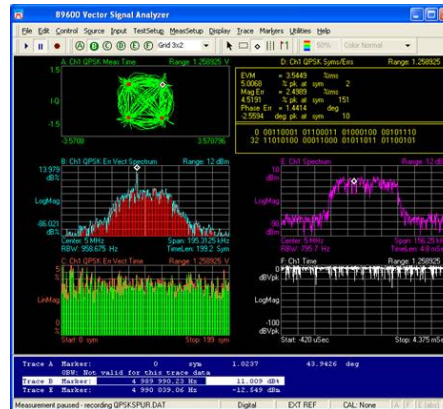 89600 Vector Signal Analyzer
File Edit Control Source Input TestSetup MeasSetup Display Trace Markers Utilities Help
A B C D E F Grid 3x2 50% Color Normal
A: Ch1 QPSK Meas Time Range: 1.258925 V
1.5
I-Q
-1.5
-3.5708 3.570796
D: Ch1 QPSK Syms/Errs Range: 1.258925 V
EVM = 3.5449 %rms
5.0068 % pk at sym 2
Mag Err = 2.4989 %rms
4.5191 % pk at sym 151
Phase Err = 1.4414 deg
-2.5594 deg pk at sym 10
0 00110001 01100011 01000100 00101110
32 11010100 00011000 01011011 01100101
B: Ch1 QPSK Err Vect Spectrum Range: 12 dBm
13.979
dB%
LogMag
-86.021
dB%
Center: 5 MHz Span: 195.3125 kHz
RBW: 958.675 Hz TimeLen: 199.2 Sym
E: Ch1 Spectrum Range: 12 dBm
10
dBm
LogMag
-90
dBm
Center: 5 MHz Span: 156.25 kHz
RBW: 795.7 Hz
C: Ch1 QPSK Err Vect Time Range: 1.258925 V
5
%
LinMag
0
%
Start: 0 sym Stop: 199 sym
F: Ch1 Time Range: 1.258925 V
0
dBVpk
LogMag
-100
dBVpk
Start: -420 uSec Stop: 4.375 mSec
Trace A Marker: 0 sym 1.0237 43.9426 deg
OBW: Not valid for this trace data
Trace B Marker: 4 989 990.23 Hz 11.009 dB%
Trace E Marker: 4 990 039.06 Hz -12.549 dBm
Measurement paused - recording QPSKSPUR.DAT Digital EXT REF CAL: None